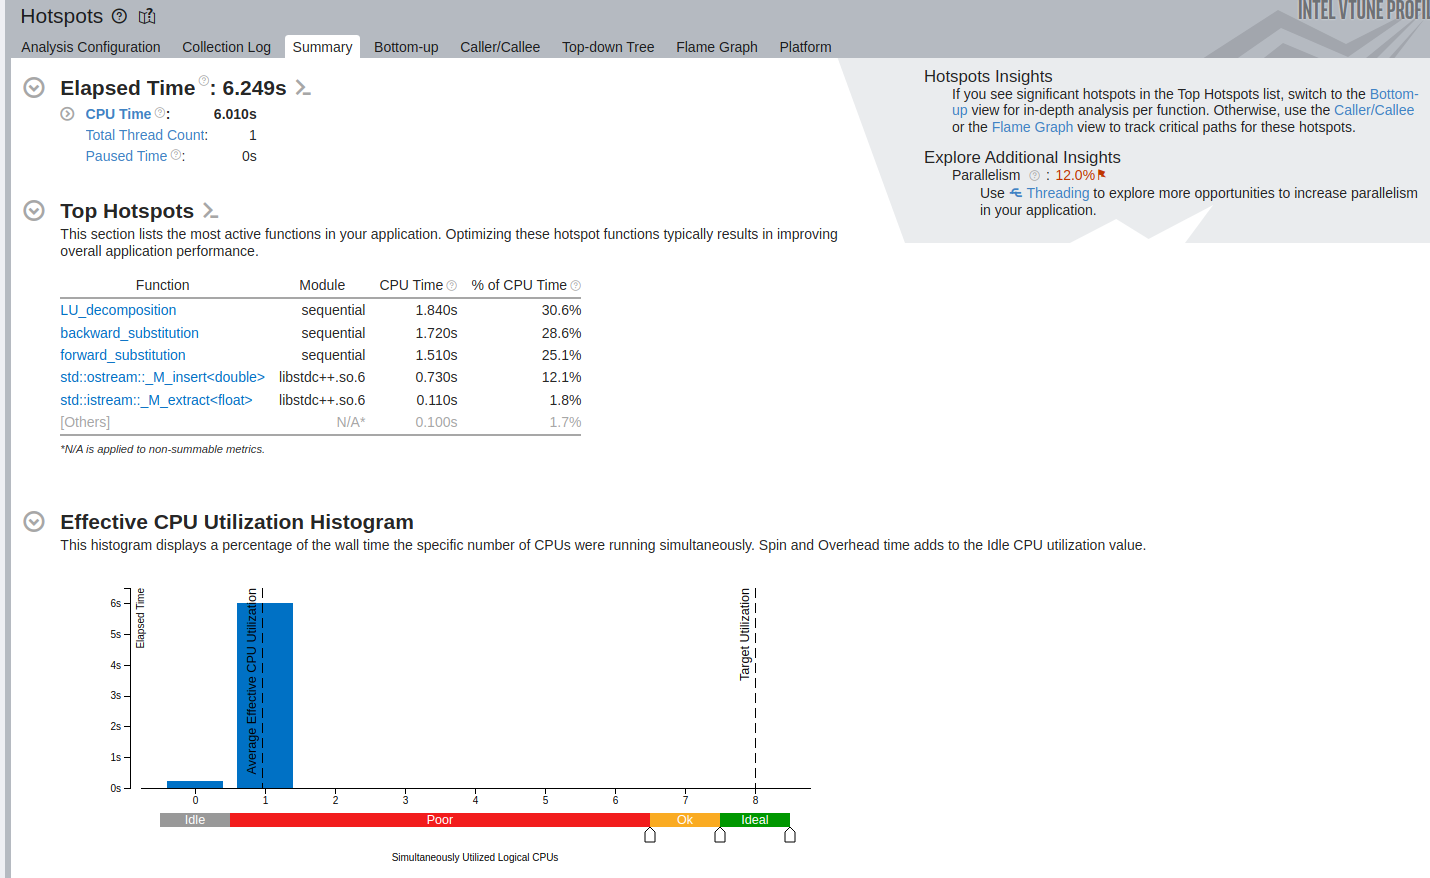 Hotspots
INTEL VTUNE PROFIL
Analysis Configuration Collection Log Summary Bottom-up Caller/Callee Top-down Tree Flame Graph Platform
Elapsed Time : 6.249s
CPU Time : 6.010s
Total Thread Count: 1
Paused Time : 0s
Hotspots Insights
If you see significant hotspots in the Top Hotspots list, switch to the Bottom-
up view for in-depth analysis per function. Otherwise, use the Caller/Callee
or the Flame Graph view to track critical paths for these hotspots.
Explore Additional Insights
Parallelism : 12.0%
Use Threading to explore more opportunities to increase parallelism
in your application.
Top Hotspots
This section lists the most active functions in your application. Optimizing these hotspot functions typically results in improving
overall application performance.
Function Module CPU Time % of CPU Time
LU_decomposition sequential 1.840s 30.6%
backward_substitution sequential 1.720s 28.6%
forward_substitution sequential 1.510s 25.1%
std::ostream::_M_insert<double> libstdc++.so.6 0.730s 12.1%
std::istream::_M_extract<float> libstdc++.so.6 0.110s 1.8%
[Others] N/A* 0.100s 1.7%
*N/A is applied to non-summable metrics.
Effective CPU Utilization Histogram
This histogram displays a percentage of the wall time the specific number of CPUs were running simultaneously. Spin and Overhead time adds to the Idle CPU utilization value.
Elapsed Time
6s
5s
4s
3s
2s
1s
0s
Average Effective CPU Utilization
Target Utilization
0 1 2 3 4 5 6 7 8
Idle Poor Ok Ideal
Simultaneously Utilized Logical CPUs